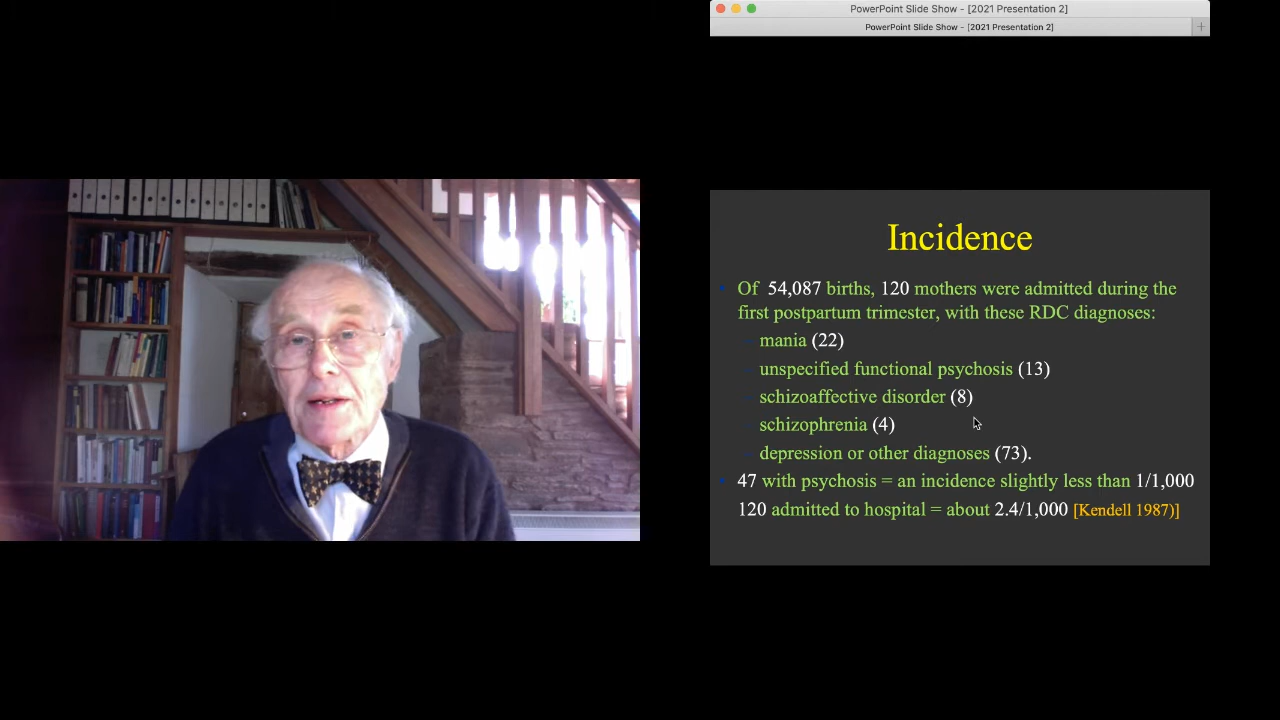 PowerPoint Slide Show - [2021 Presentation 2]
PowerPoint Slide Show - [2021 Presentation 2]
Incidence
Of 54,087 births, 120 mothers were admitted during the
first postpartum trimester, with these RDC diagnoses:
mania (22)
unspecified functional psychosis (13)
schizoaffective disorder (8)
schizophrenia (4)
depression or other diagnoses (73).
47 with psychosis = an incidence slightly less than 1/1,000
120 admitted to hospital = about 2.4/1,000 [Kendell 1987)]